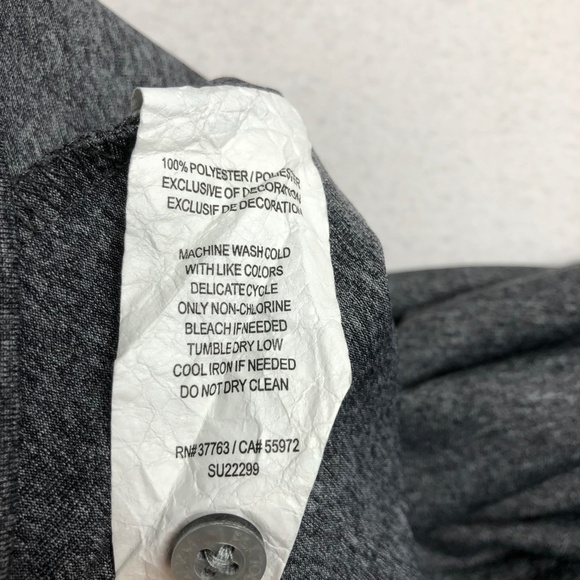 100% POLYESTER / POLIESTER
EXCLUSIVE OF DECORATION
EXCLUSIF DE DECORATION
MACHINE WASH COLD
WITH LIKE COLORS
DELICATE CYCLE
ONLY NON-CHLORINE
BLEACH IF NEEDED
TUMBLE DRY LOW
COOL IRON IF NEEDED
DO NOT DRY CLEAN
RN# 37763 / CA# 55972
SU22299